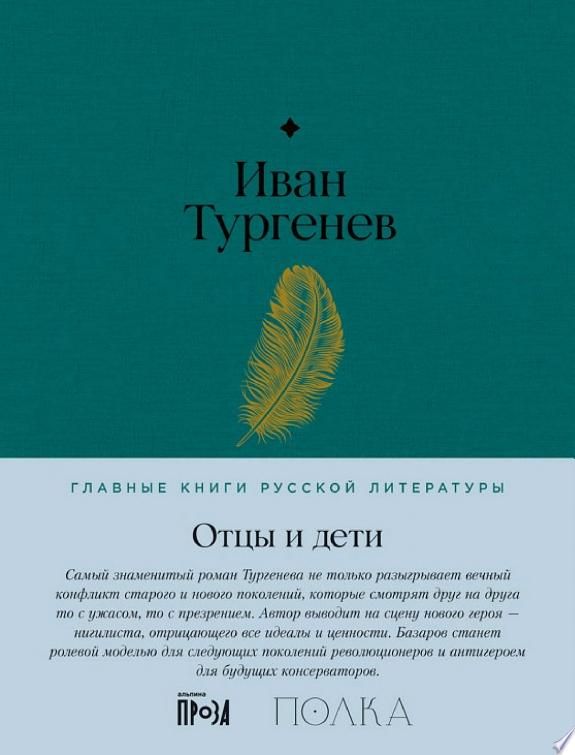 Иван
Тургенев
ГЛАВНЫЕ КНИГИ РУССКОЙ ЛИТЕРАТУРЫ
Отцы и дети
Самый знаменитый роман Тургенева не только разыгрывает вечный
конфликт старого и нового поколений, которые смотрят друг на друга
то с ужасом, то с презрением. Автор выводит на сцену нового героя —
нигилиста, отрицающего все идеалы и ценности. Базаров станет
ролевой моделью для следующих поколений революционеров и антигероем
для будущих консерваторов.
альпина
ПРОЗА
ПОЛКА